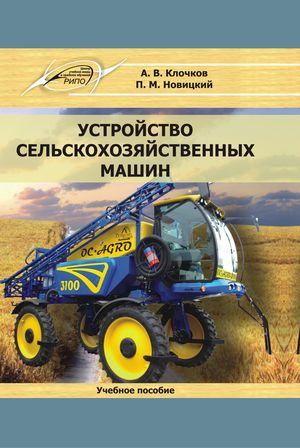 РИПО
А. В. Клочков
П. М. Новицкий
УСТРОЙСТВО
СЕЛЬСКОХОЗЯЙСТВЕННЫХ
МАШИН
OC-AGRO
3100
Учебное пособие